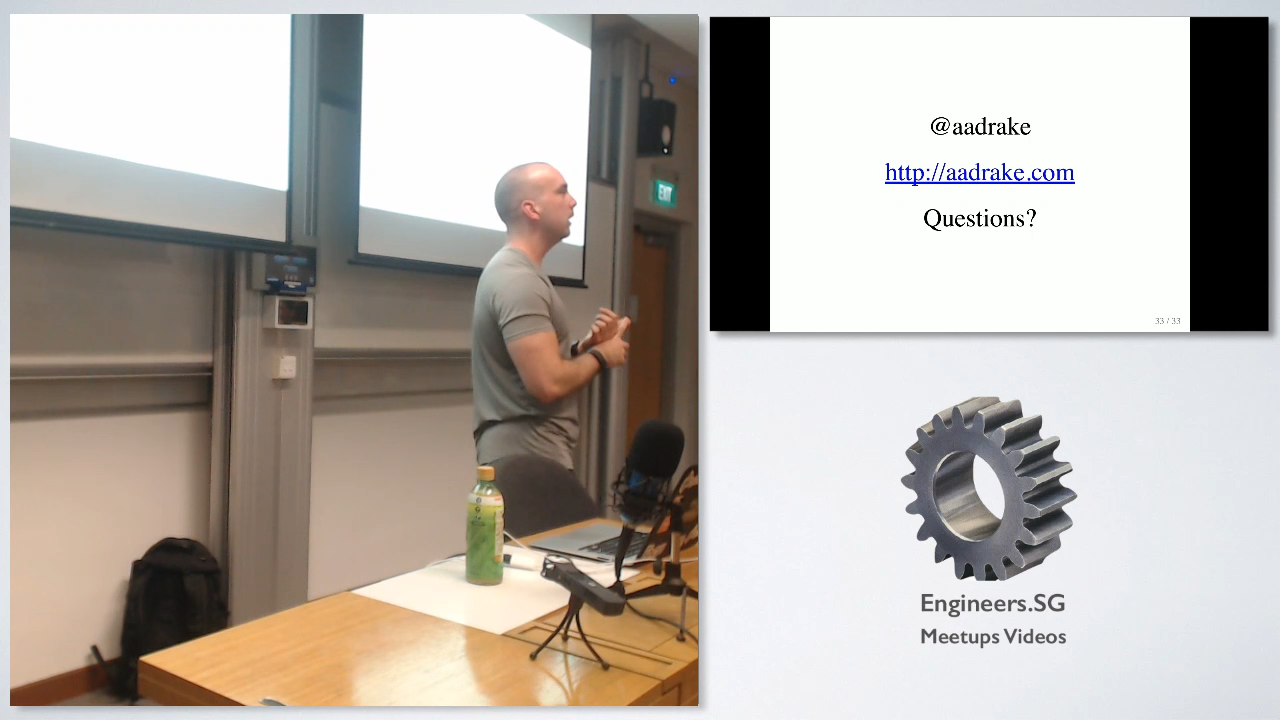 EXIT
@aadrake
http://aadrake.com
Questions?
33 / 33
Engineers.SG
Meetups Videos